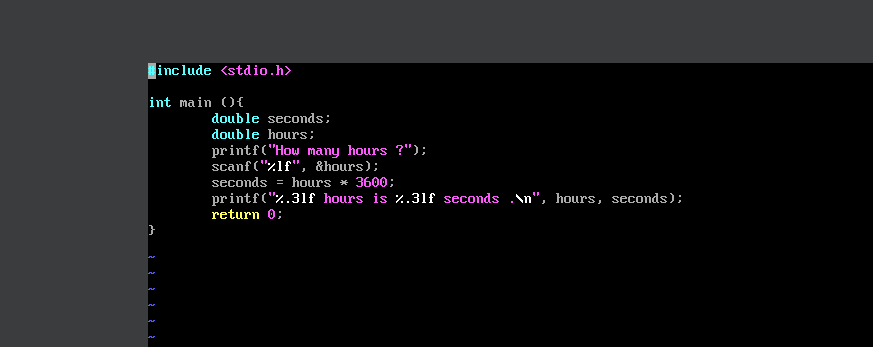 #include <stdio.h>

int main (){
        double seconds;
        double hours;
        printf("How many hours ?");
        scanf("%lf", &hours);
        seconds = hours * 3600;
        printf("%.3lf hours is %.3lf seconds .\n", hours, seconds);
        return 0;
}
~
~
~
~
~
~